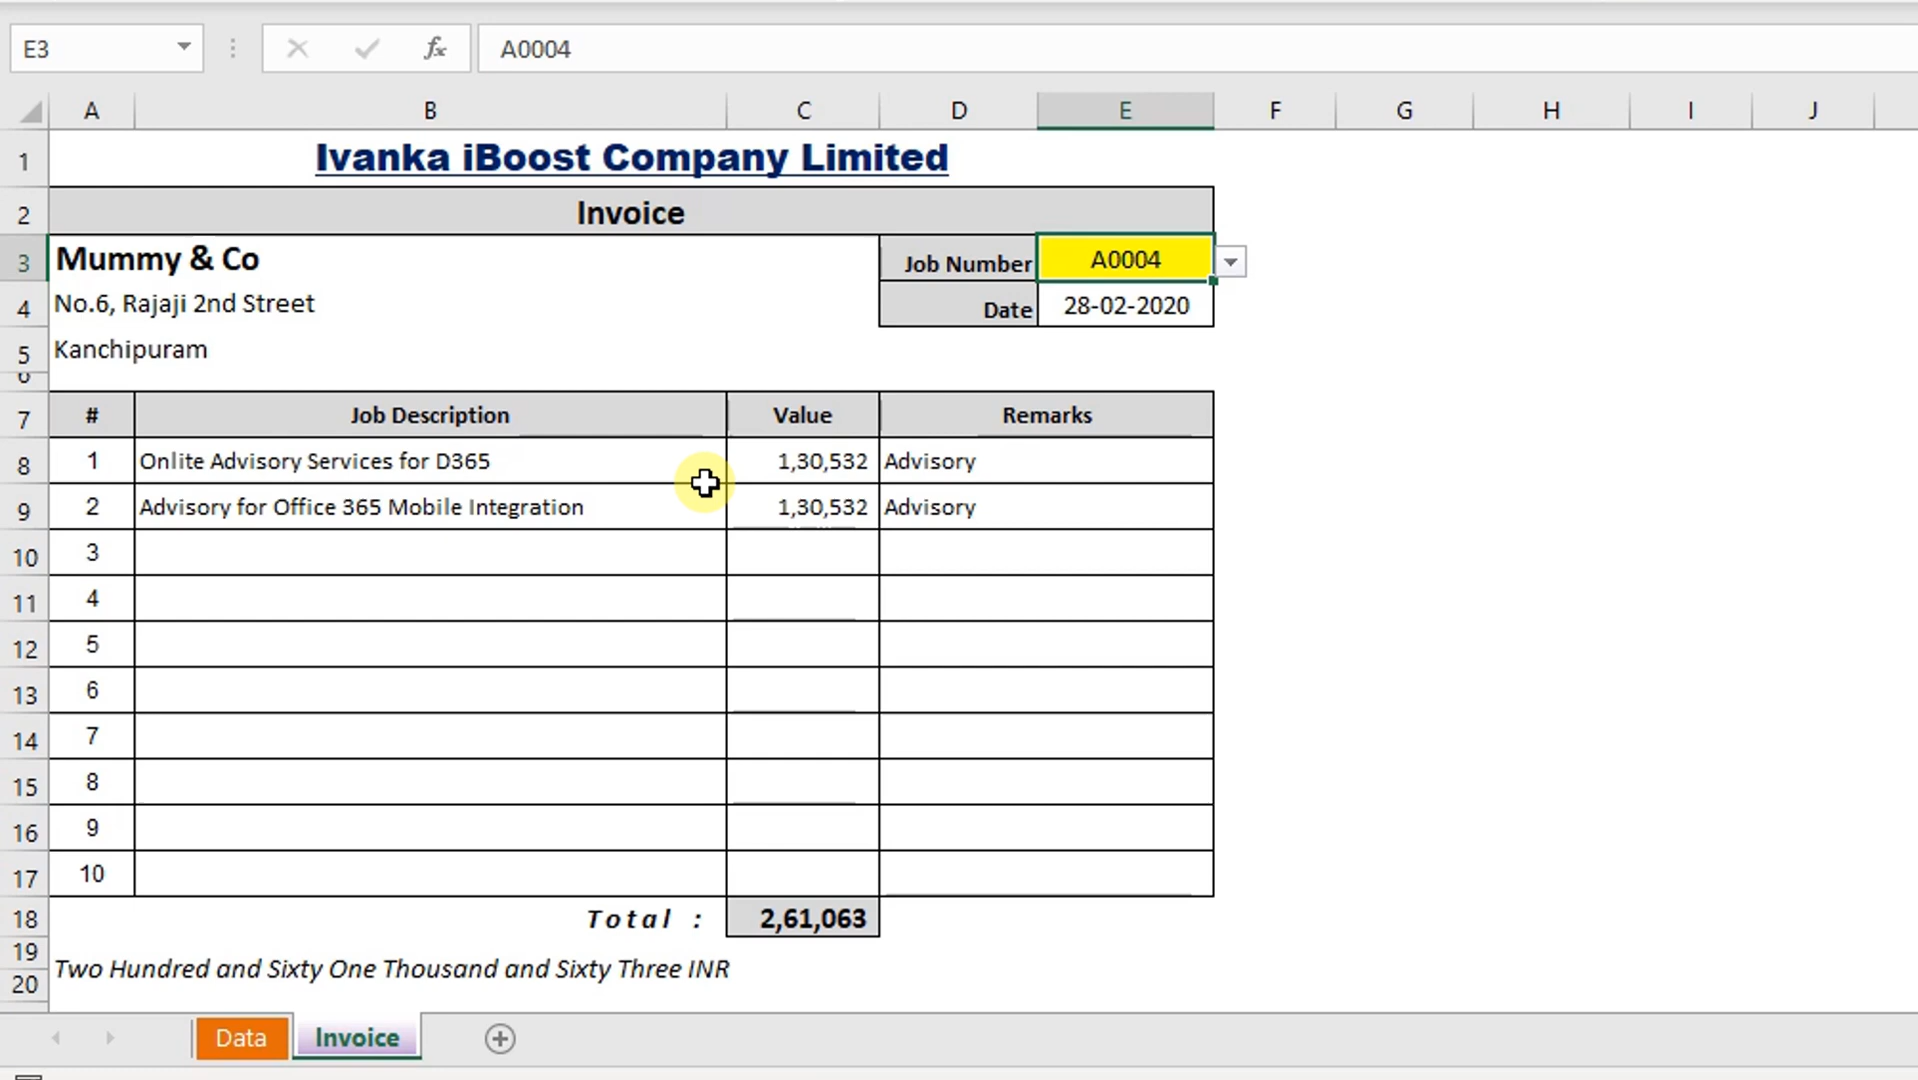 E3 fx A0004
A B C D E F G H I J
1 Ivanka iBoost Company Limited
2 Invoice
3 Mummy & Co Job Number A0004
4 No.6, Rajaji 2nd Street Date 28-02-2020
5 Kanchipuram
6
7 # Job Description Value Remarks
8 1 Onlite Advisory Services for D365 1,30,532 Advisory
9 2 Advisory for Office 365 Mobile Integration 1,30,532 Advisory
10 3
11 4
12 5
13 6
14 7
15 8
16 9
17 10
18 Total : 2,61,063
19
20 Two Hundred and Sixty One Thousand and Sixty Three INR
Data Invoice